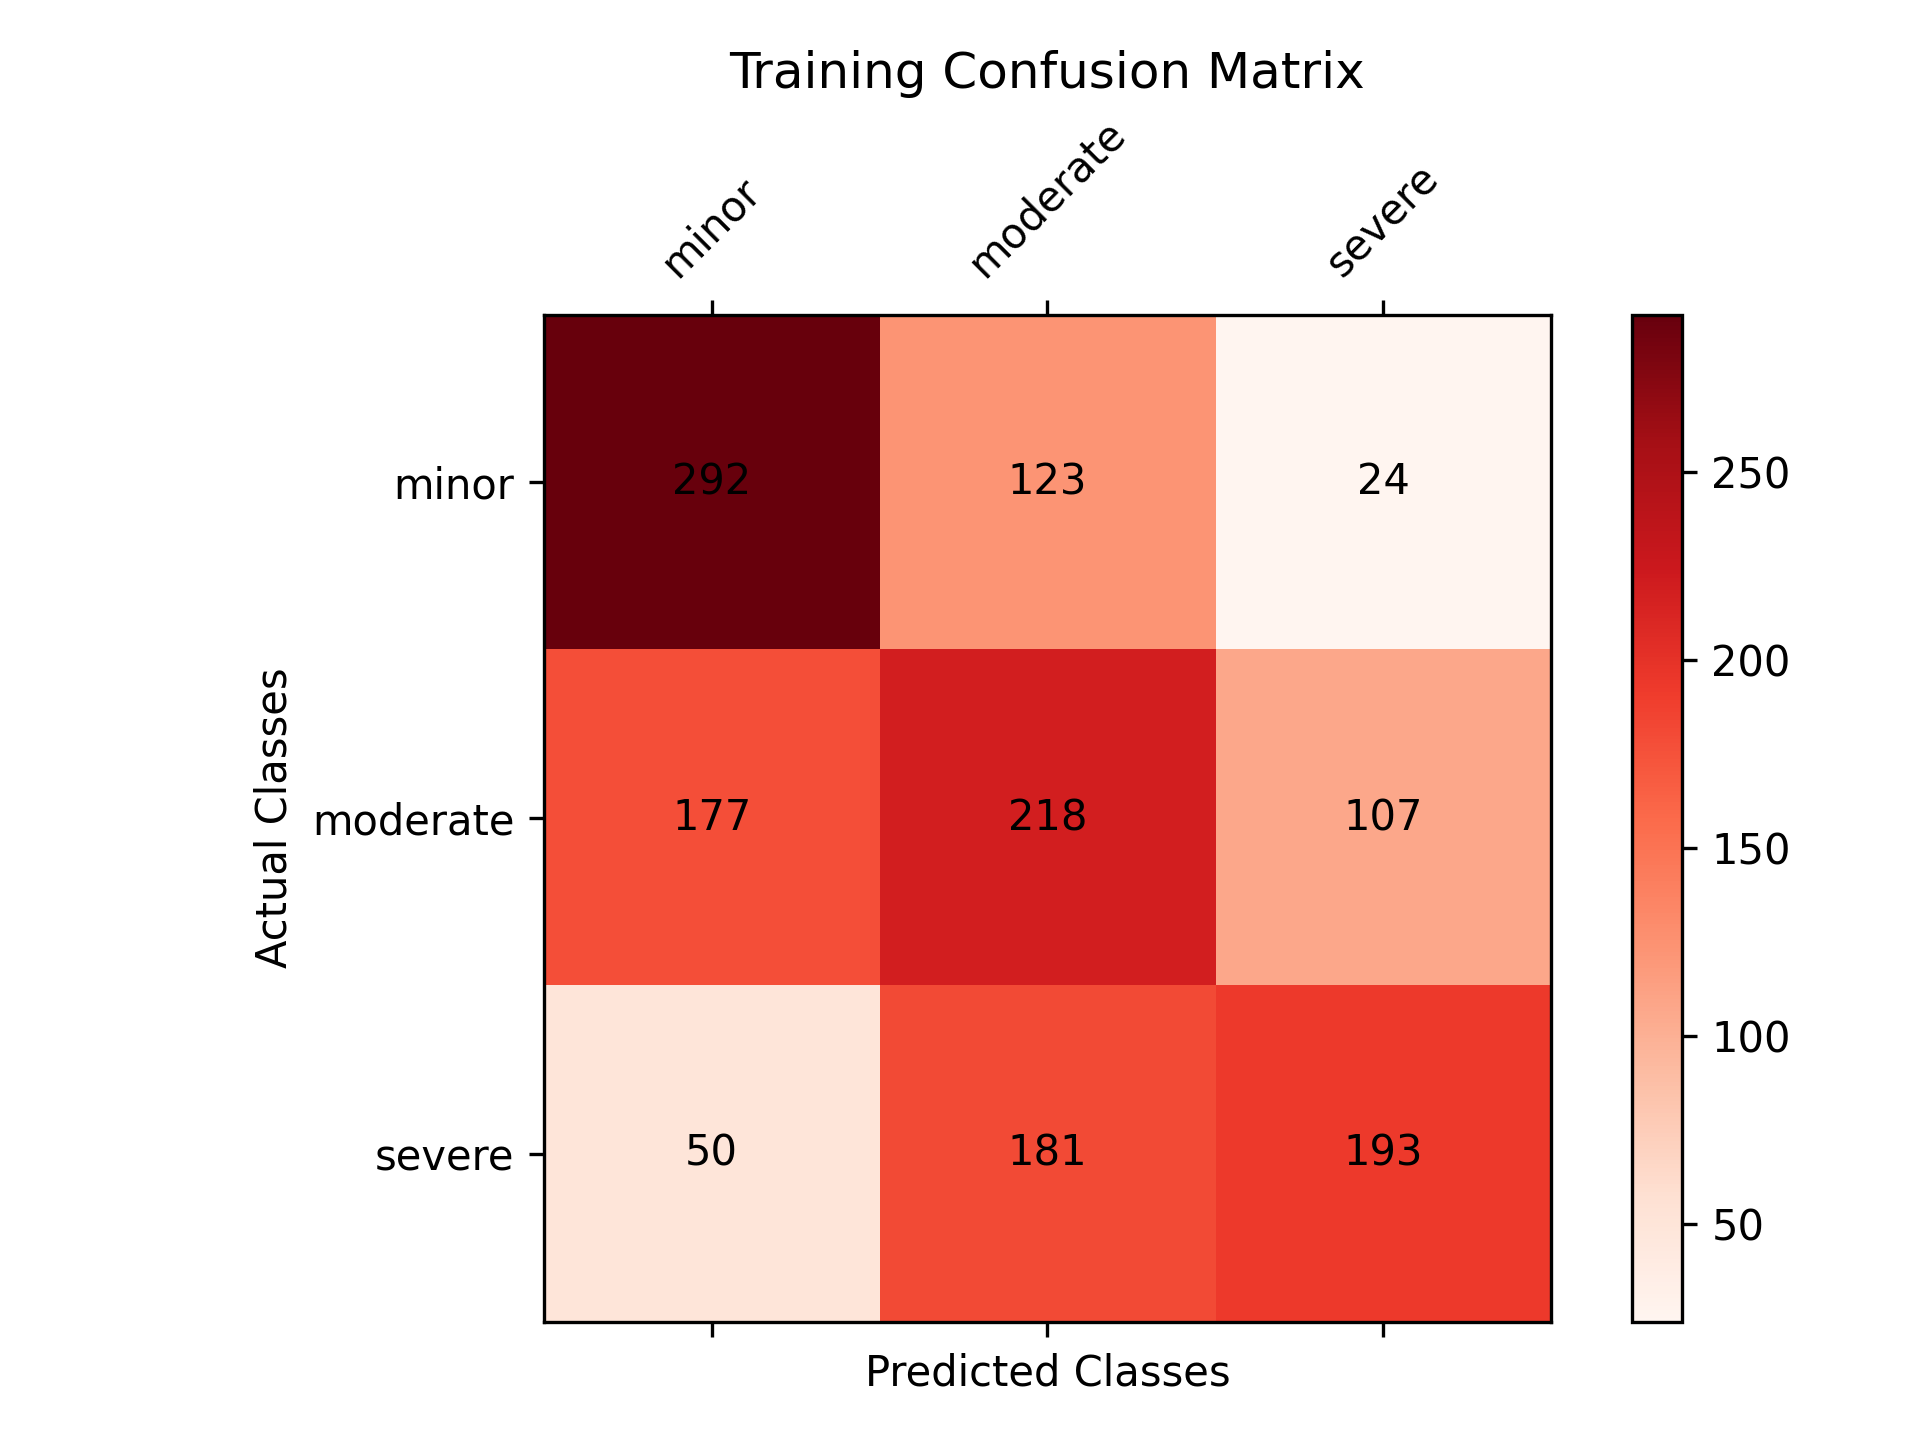 Training Confusion Matrix
minor moderate severe
minor 292 123 24
moderate 177 218 107
severe 50 181 193
Actual Classes
Predicted Classes
250
200
150
100
50